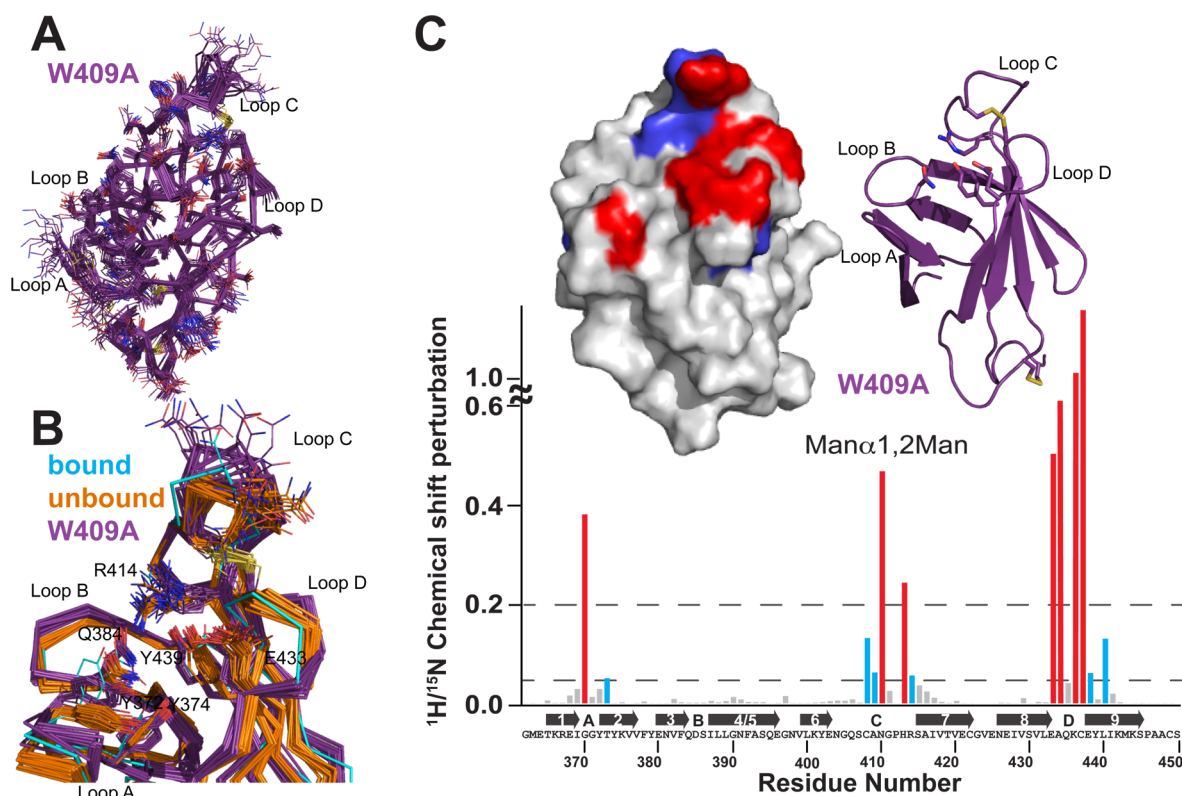 A
W409A
Loop C
Loop B
Loop D
Loop A
B
bound
unbound
W409A
Loop C
R414
Loop B
Loop D
Q384
Y439
E433
Y372
Y374
Loop A
C
Loop C
Loop B
Loop D
Loop A
W409A
Manα1,2Man
¹H/¹⁵N Chemical shift perturbation
1.0
0.6
0.4
0.2
0.0
1 A 2 3 B 4/5 6 C 7 8 D 9
GMETKREIGGYTYKVVFYENVFQDSILLGNFASQEGNVLKYENGQSCANGPHRSAIVTVECGVENEIVSVLEAQKCEYLIKMKSPAACS
370 380 390 400 410 420 430 440 450
Residue Number